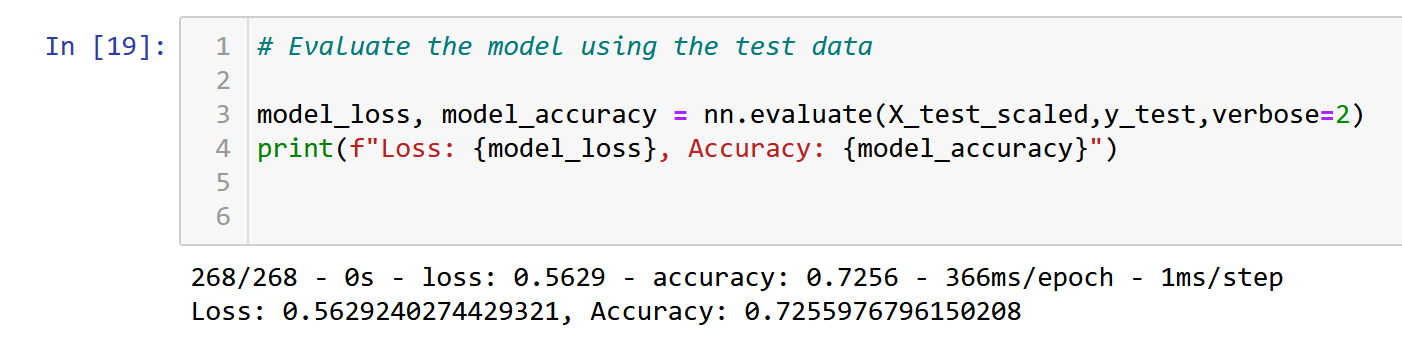 In [19]:
1 # Evaluate the model using the test data
2
3 model_loss, model_accuracy = nn.evaluate(X_test_scaled,y_test,verbose=2)
4 print(f"Loss: {model_loss}, Accuracy: {model_accuracy}")
5
6
268/268 - 0s - loss: 0.5629 - accuracy: 0.7256 - 366ms/epoch - 1ms/step
Loss: 0.5629240274429321, Accuracy: 0.7255976796150208